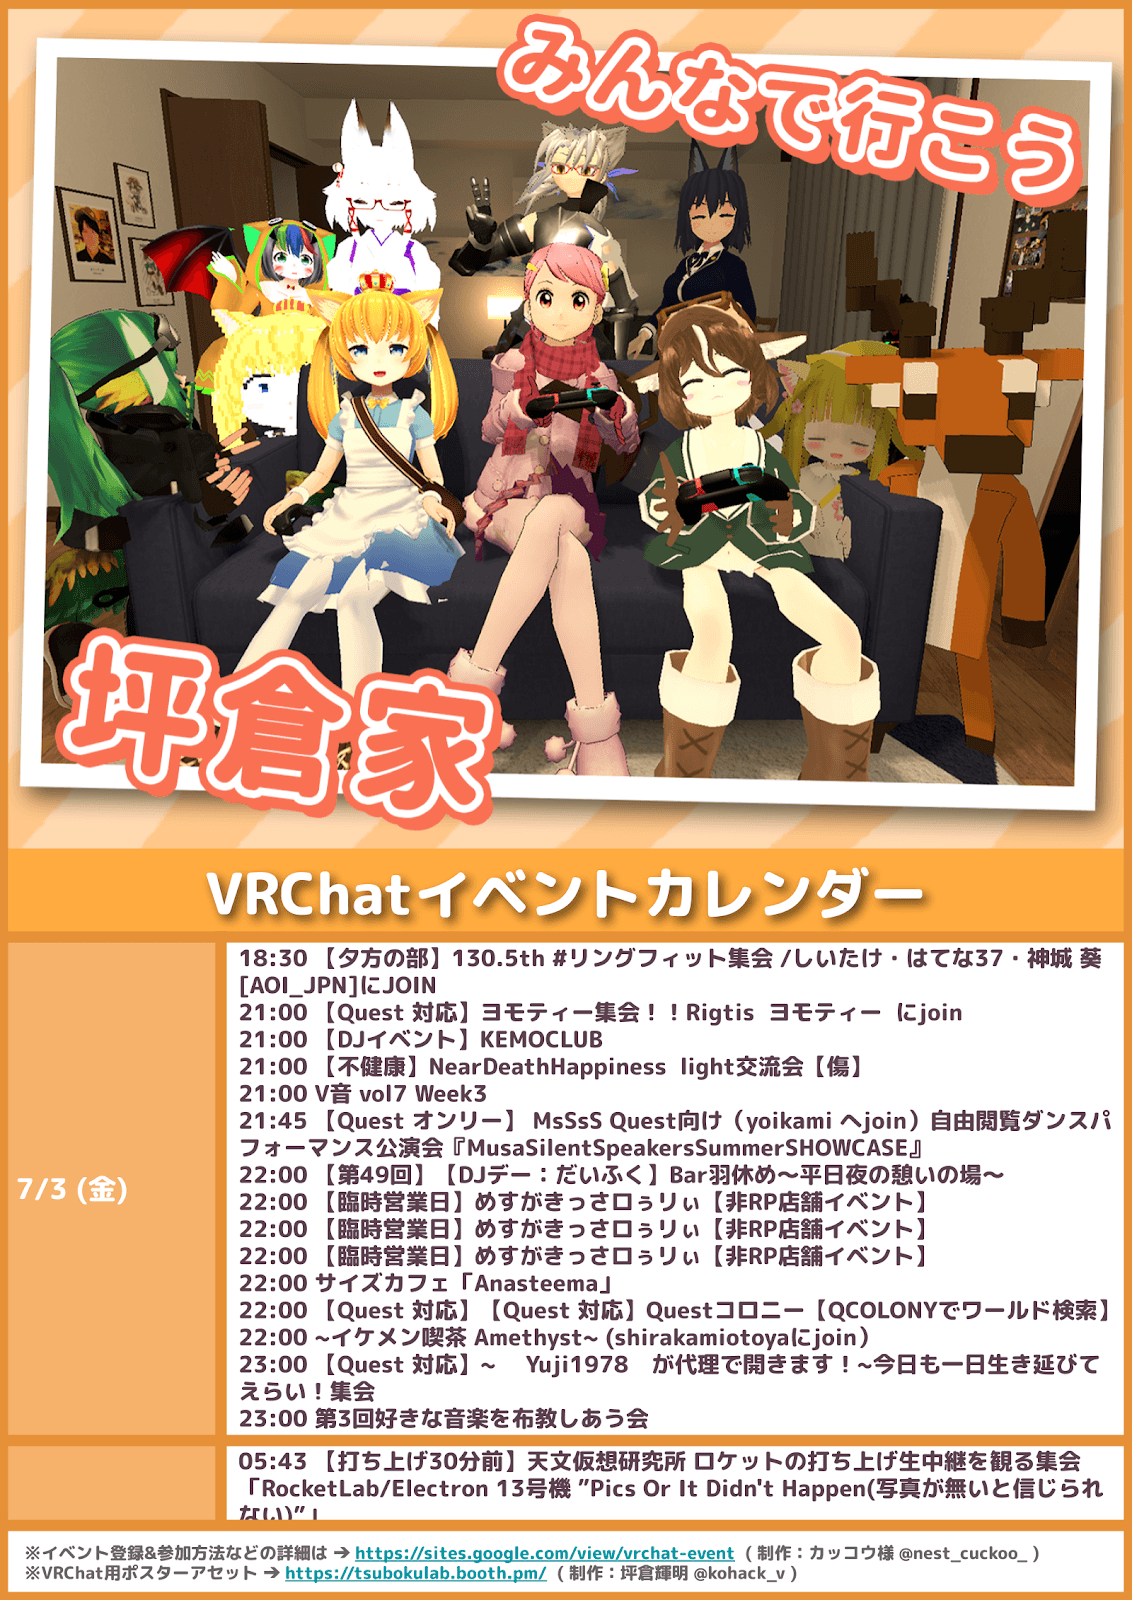 みんなで行こう
坪倉家
VRChatイベントカレンダー
7/3 (金)
18:30 【夕方の部】130.5th #リングフィット集会 /しいたけ・はてな37・神城 葵
[AOI_JPN]にJOIN
21:00 【Quest 対応】ヨモティー集会！！Rigtis ヨモティー にjoin
21:00 【DJイベント】KEMOCLUB
21:00 【不健康】NearDeathHappiness light交流会【傷】
21:00 V音 vol7 Week3
21:45 【Quest オンリー】 MsSsS Quest向け（yoikami へjoin）自由閲覧ダンスパ
フォーマンス公演会『MusaSilentSpeakersSummerSHOWCASE』
22:00 【第49回】【DJデー：だいふく】Bar羽休め～平日夜の憩いの場～
22:00 【臨時営業日】めすがきっさロぅリぃ【非RP店舗イベント】
22:00 【臨時営業日】めすがきっさロぅリぃ【非RP店舗イベント】
22:00 【臨時営業日】めすがきっさロぅリぃ【非RP店舗イベント】
22:00 サイズカフェ「Anasteema」
22:00 【Quest 対応】【Quest 対応】Questコロニー【QCOLONYでワールド検索】
22:00 ~イケメン喫茶 Amethyst~ (shirakamiotoyaにjoin）
23:00 【Quest 対応】~　Yuji1978　が代理で開きます！~今日も一日生き延びて
えらい！集会
23:00 第3回好きな音楽を布教しあう会
05:43 【打ち上げ30分前】天文仮想研究所 ロケットの打ち上げ生中継を観る集会
「RocketLab/Electron 13号機 ”Pics Or It Didn't Happen(写真が無いと信じられ
ない)”」
※イベント登録&参加方法などの詳細は ➔ https://sites.google.com/view/vrchat-event （ 制作：カッコウ様 @nest_cuckoo_ ）
※VRChat用ポスターアセット ➔ https://tsubokulab.booth.pm/ （ 制作：坪倉輝明 @kohack_v ）